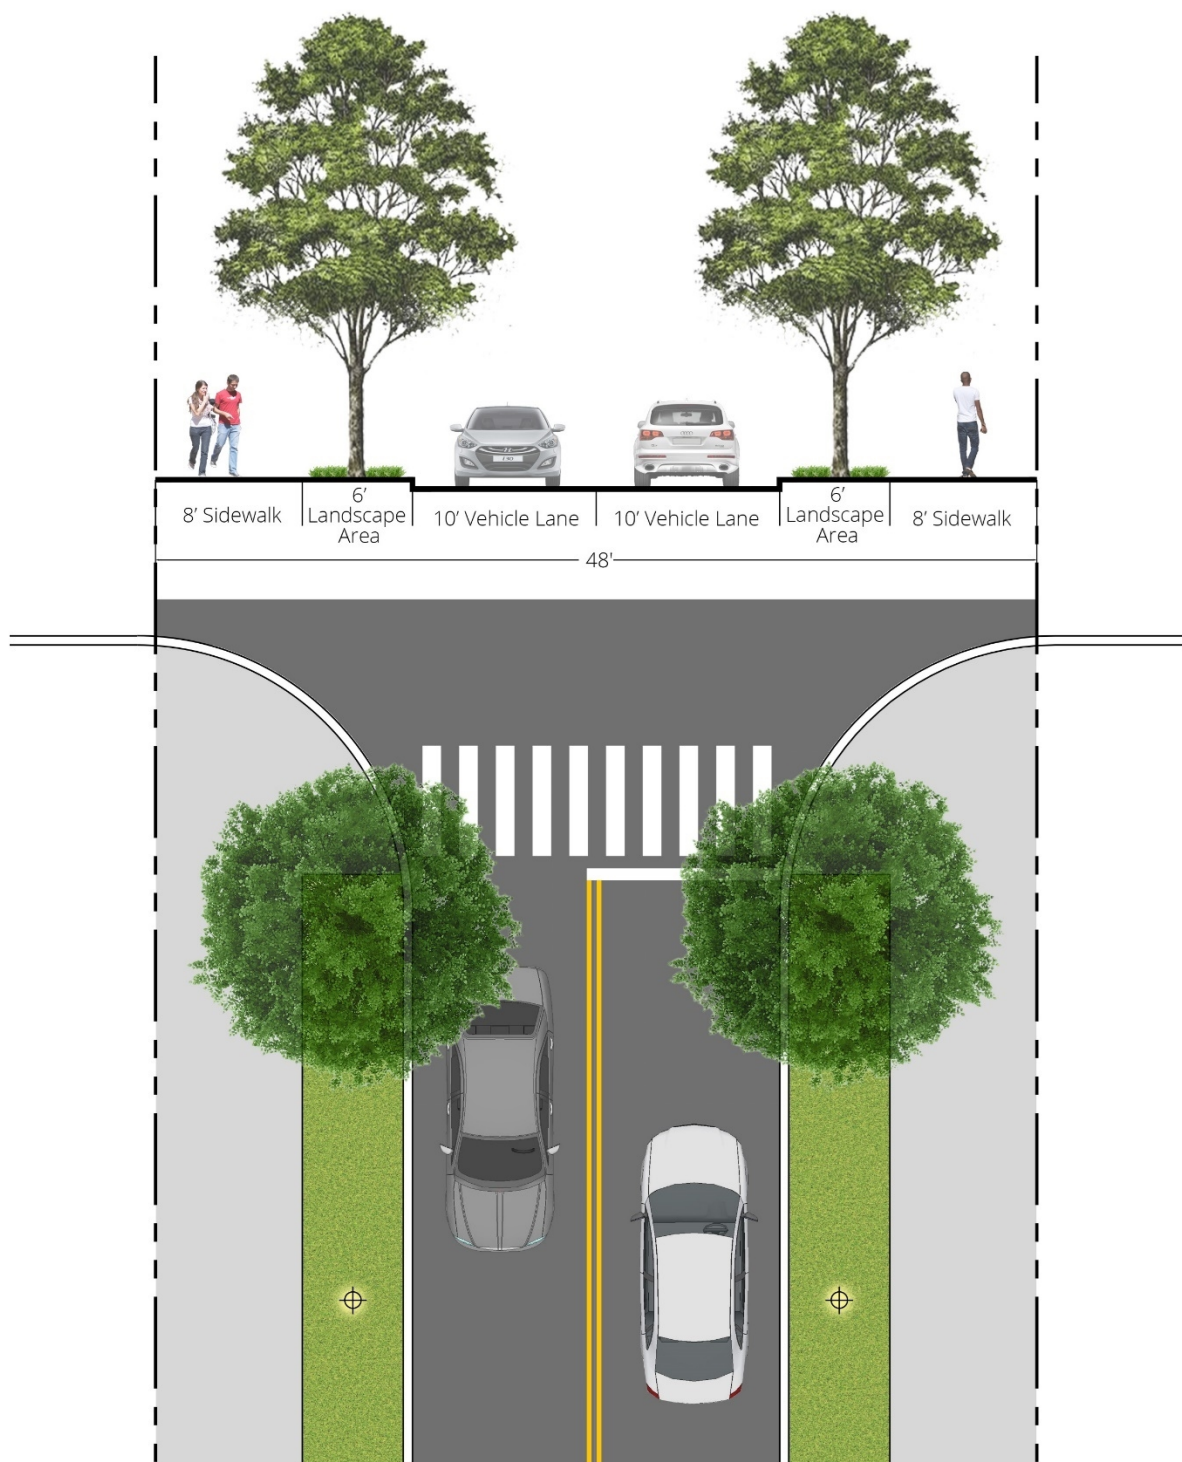 8’ Sidewalk
6’
Landscape
Area
10’ Vehicle Lane
10’ Vehicle Lane
6’
Landscape
Area
8’ Sidewalk
48'